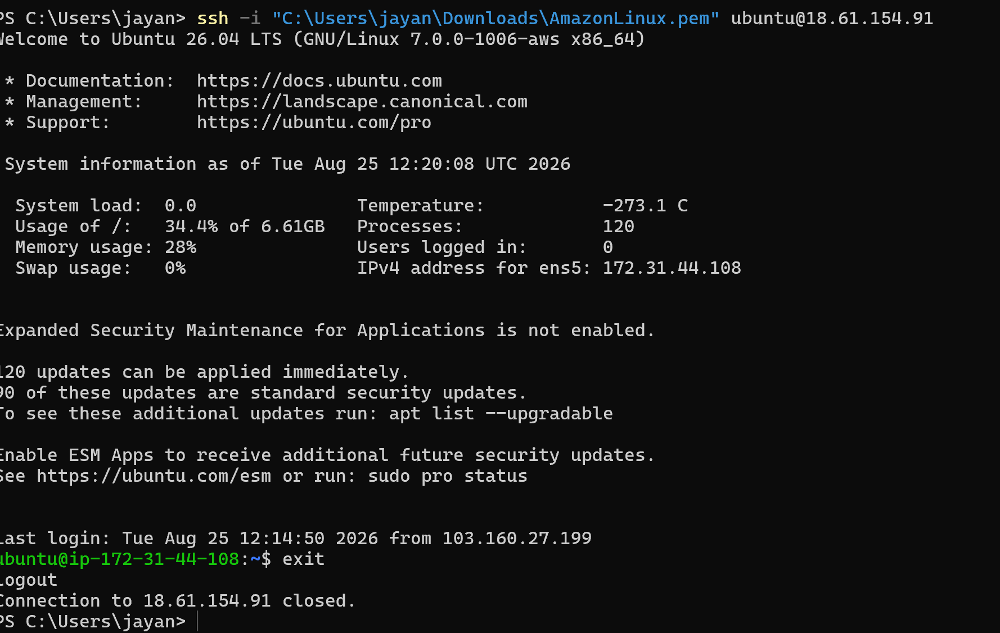 PS C:\Users\jayan> ssh -i "C:\Users\jayan\Downloads\AmazonLinux.pem" ubuntu@18.61.154.91
Welcome to Ubuntu 26.04 LTS (GNU/Linux 7.0.0-1006-aws x86_64)

 * Documentation:  https://docs.ubuntu.com
 * Management:     https://landscape.canonical.com
 * Support:        https://ubuntu.com/pro

 System information as of Tue Aug 25 12:20:08 UTC 2026

  System load:  0.0               Temperature:           -273.1 C
  Usage of /:   34.4% of 6.61GB   Processes:             120
  Memory usage: 28%               Users logged in:       0
  Swap usage:   0%                IPv4 address for ens5: 172.31.44.108


Expanded Security Maintenance for Applications is not enabled.

120 updates can be applied immediately.
90 of these updates are standard security updates.
To see these additional updates run: apt list --upgradable

Enable ESM Apps to receive additional future security updates.
See https://ubuntu.com/esm or run: sudo pro status


Last login: Tue Aug 25 12:14:50 2026 from 103.160.27.199
ubuntu@ip-172-31-44-108:~$ exit
logout
Connection to 18.61.154.91 closed.
PS C:\Users\jayan>